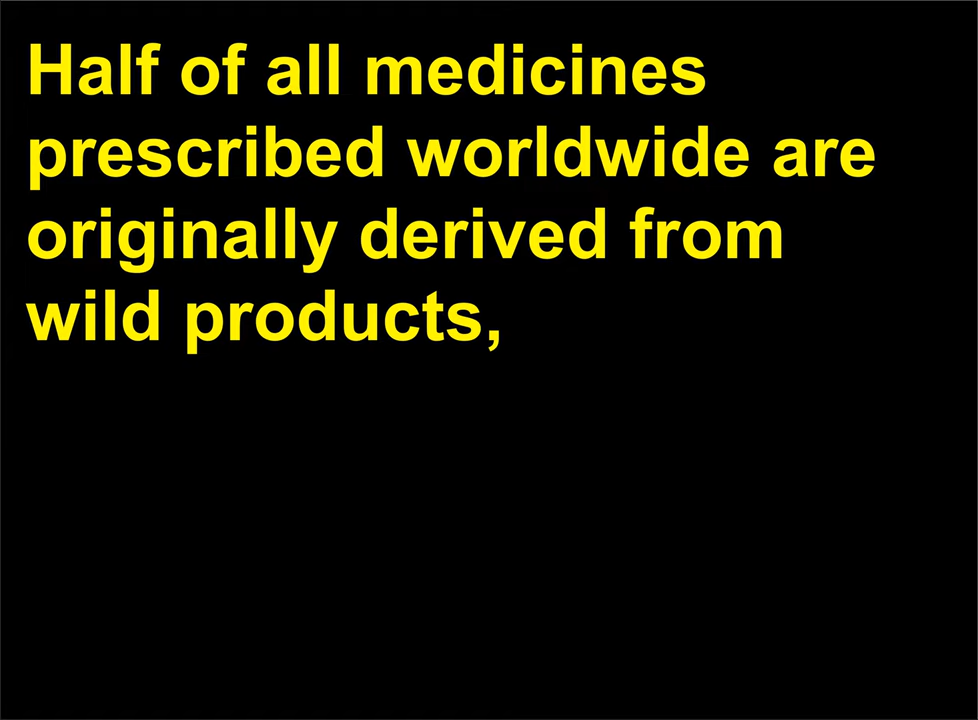 Half of all medicines
prescribed worldwide are
originally derived from
wild products,